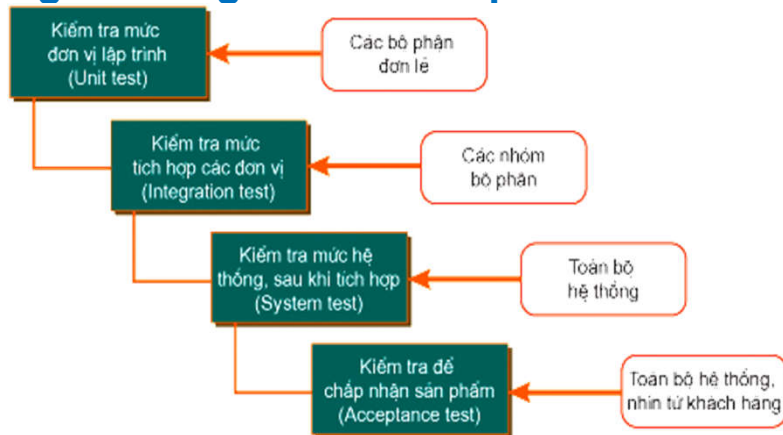 Kiểm tra mức
đơn vị lập trình
(Unit test)
Các bộ phận
đơn lẻ
Kiểm tra mức
tích hợp các đơn vị
(Integration test)
Các nhóm
bộ phận
Kiểm tra mức hệ
thống, sau khi tích hợp
(System test)
Toàn bộ
hệ thống
Kiểm tra để
chấp nhận sản phẩm
(Acceptance test)
Toàn bộ hệ thống,
nhìn từ khách hàng